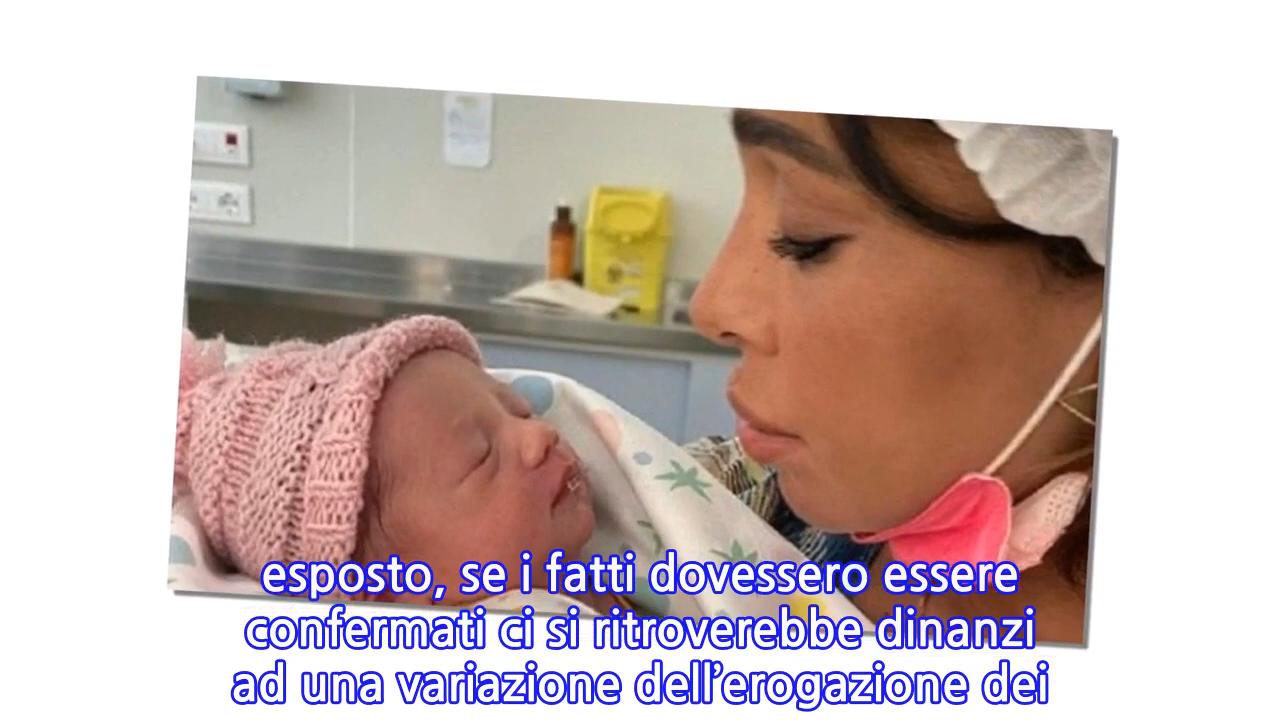 esposto, se i fatti dovessero essere
confermati ci si ritroverebbe dinanzi
ad una variazione dell'erogazione dei